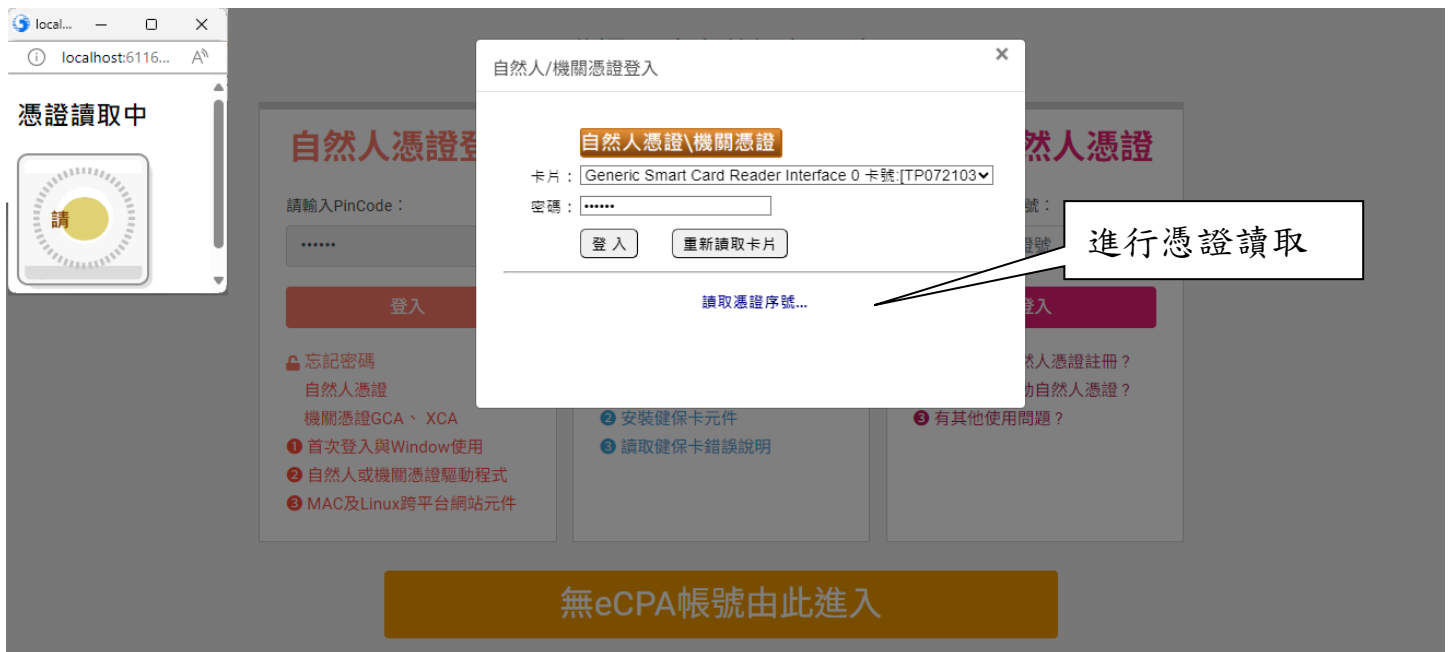 local...
localhost:6116...
憑證讀取中
請
自然人/機關憑證登入
自然人憑證\機關憑證
卡片：
Generic Smart Card Reader Interface 0 卡號:[TP072103
密碼：
••••••
登入
重新讀取卡片
讀取憑證序號...
進行憑證讀取
自然人憑證登
請輸入PinCode：
••••••
登入
忘記密碼
自然人憑證
機關憑證GCA、XCA
❶ 首次登入與Window使用
❷ 自然人或機關憑證驅動程式
❸ MAC及Linux跨平台網站元件
❷ 安裝健保卡元件
❸ 讀取健保卡錯誤說明
然人憑證
號：
證號
登入
然人憑證註冊？
動自然人憑證？
❸ 有其他使用問題？
無eCPA帳號由此進入